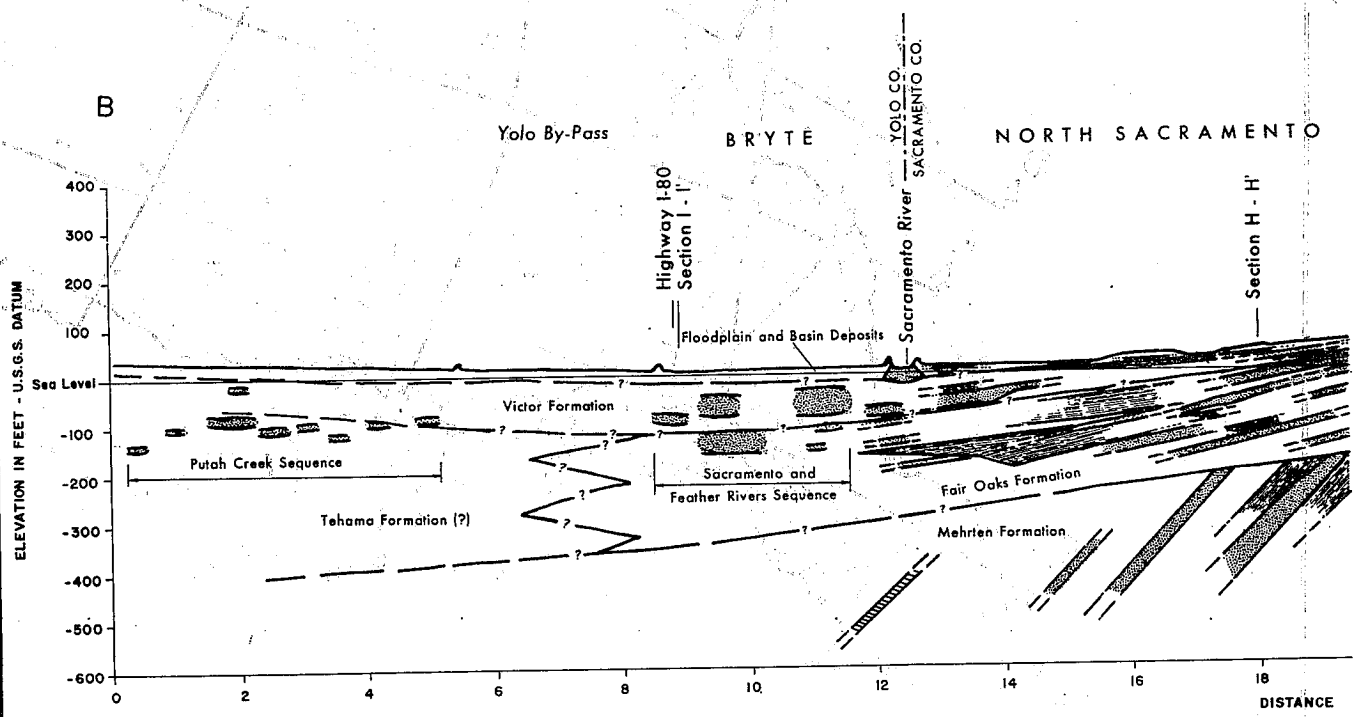 B
Yolo By-Pass
BRYTE
YOLO CO.
SACRAMENTO CO.
NORTH SACRAMENTO
Highway I-80
Section I - I'
Sacramento River
Section H - H'
ELEVATION IN FEET - U.S.G.S. DATUM
400
300
200
100
Sea Level
-100
-200
-300
-400
-500
-600
Floodplain and Basin Deposits
?
?
?
?
Victor Formation
?
?
?
?
?
?
?
Putah Creek Sequence
Sacramento and
Feather Rivers Sequence
Fair Oaks Formation
Tehama Formation (?)
?
?
?
?
?
?
Mehrten Formation
0
2
4
6
8
10
12
14
16
18
DISTANCE